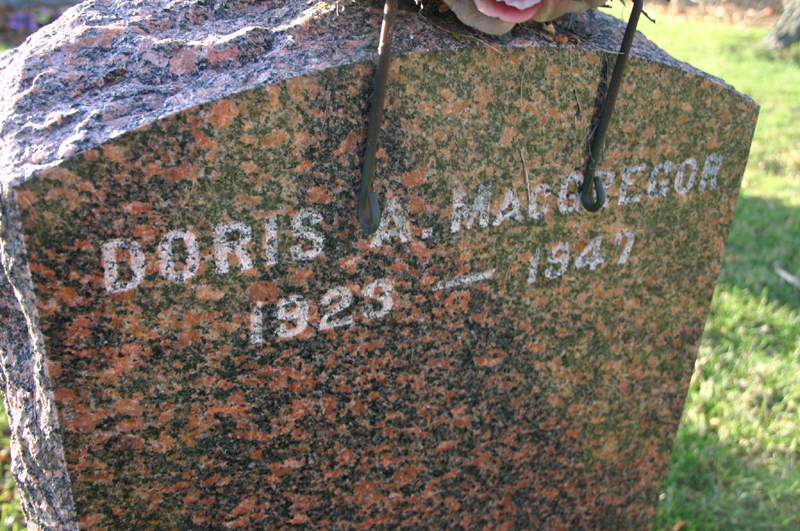 DORIS A. MACGREGOR
1923 — 1947